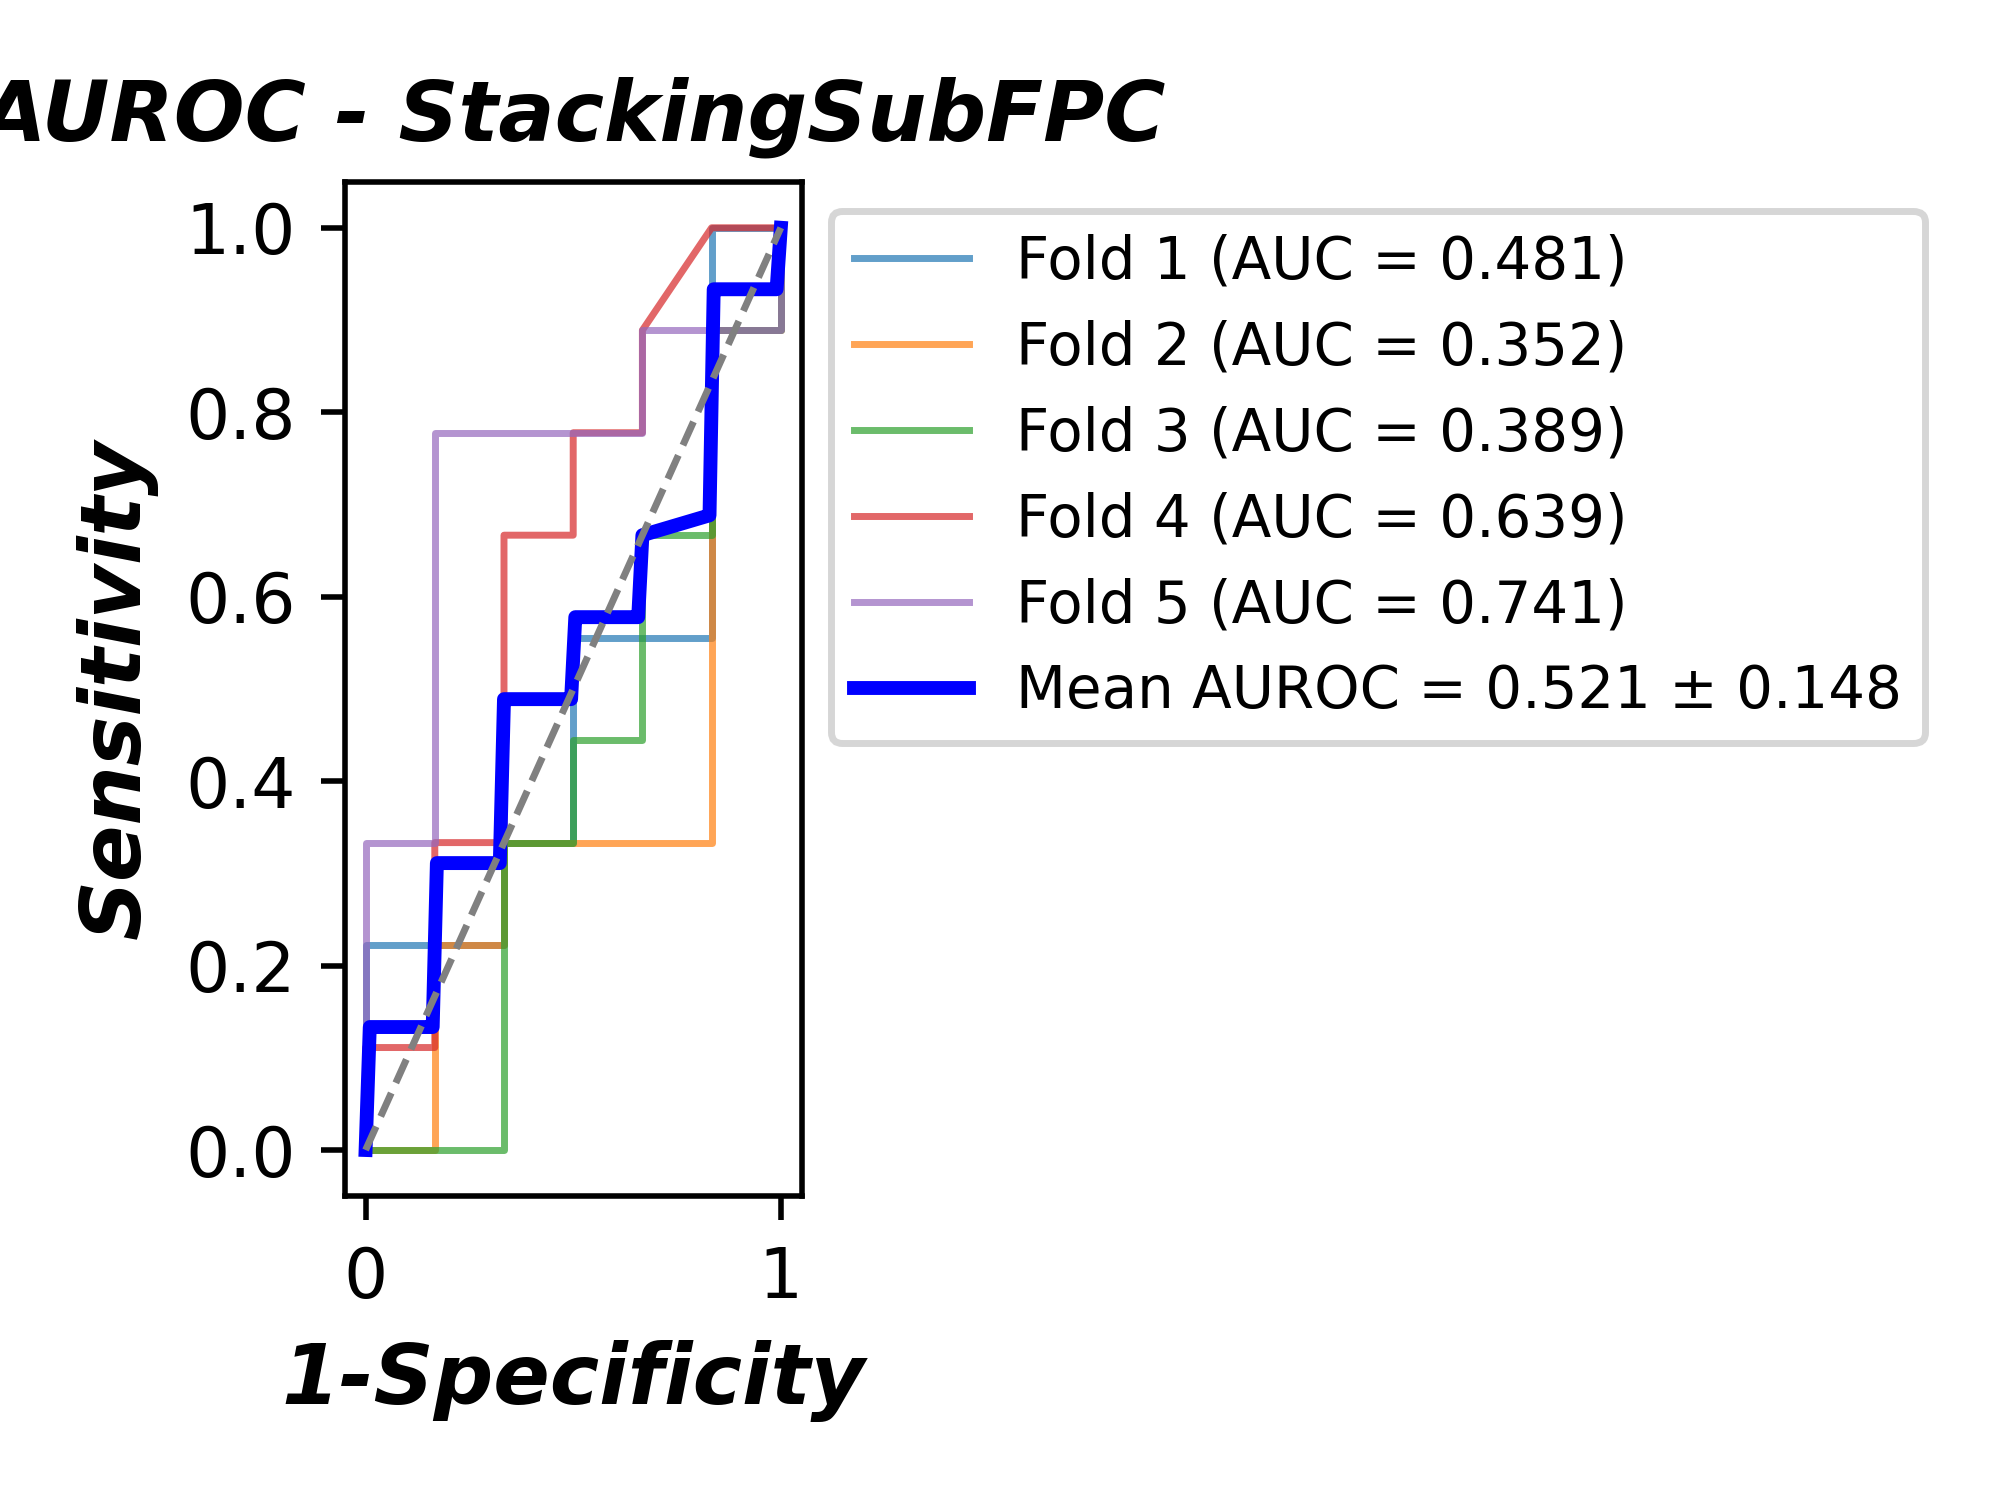 AUROC - StackingSubFPC
1.0
0.8
0.6
0.4
0.2
0.0
Sensitivity
0 1
1-Specificity
Fold 1 (AUC = 0.481)
Fold 2 (AUC = 0.352)
Fold 3 (AUC = 0.389)
Fold 4 (AUC = 0.639)
Fold 5 (AUC = 0.741)
Mean AUROC = 0.521 ± 0.148